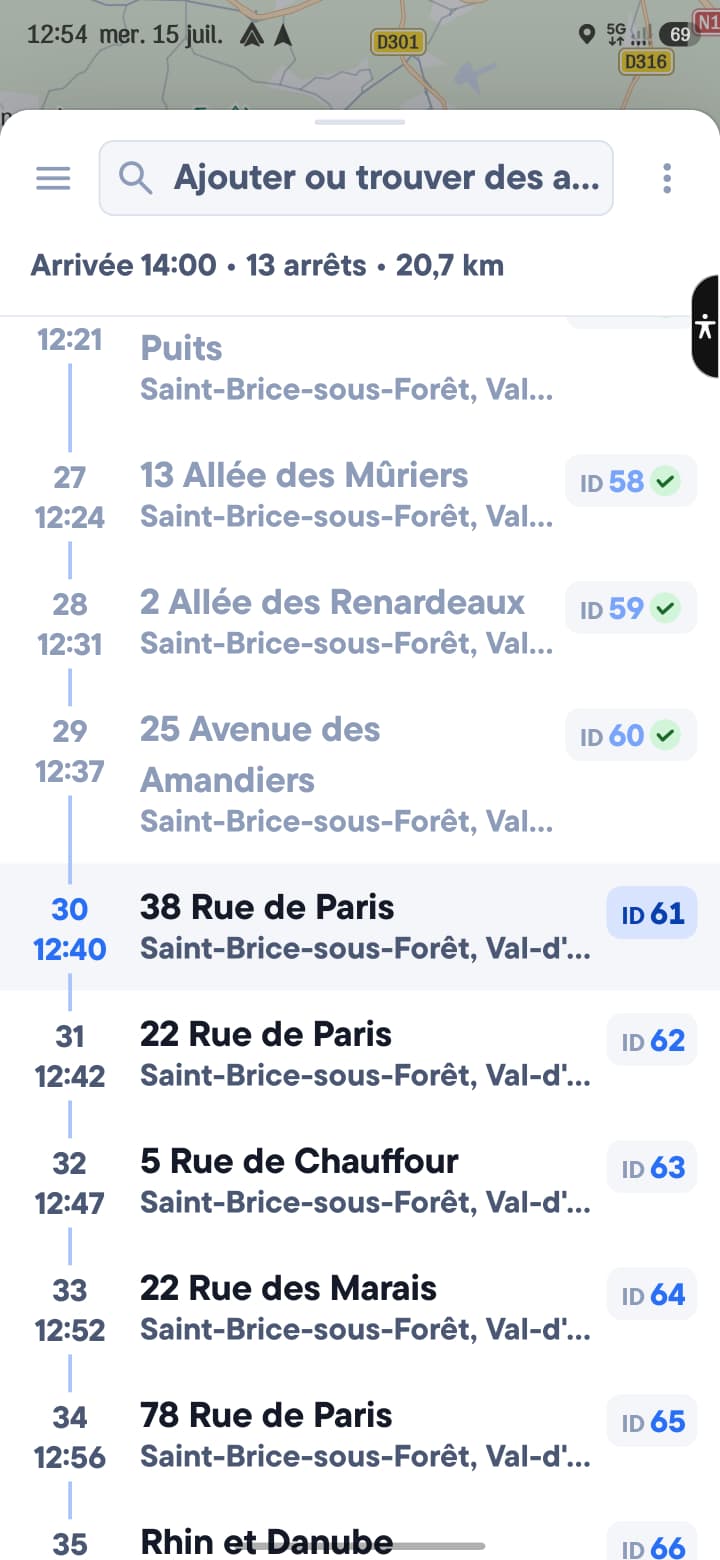 12:54 mer. 15 juil.
5G
69
N1
D301
D316
Ajouter ou trouver des a...
Arrivée 14:00 • 13 arrêts • 20,7 km
12:21
Puits
Saint-Brice-sous-Forêt, Val...
27
13 Allée des Mûriers
ID 58
12:24
Saint-Brice-sous-Forêt, Val...
28
2 Allée des Renardeaux
ID 59
12:31
Saint-Brice-sous-Forêt, Val...
29
25 Avenue des
ID 60
12:37
Amandiers
Saint-Brice-sous-Forêt, Val...
30
38 Rue de Paris
ID 61
12:40
Saint-Brice-sous-Forêt, Val-d'...
31
22 Rue de Paris
ID 62
12:42
Saint-Brice-sous-Forêt, Val-d'...
32
5 Rue de Chauffour
ID 63
12:47
Saint-Brice-sous-Forêt, Val-d'...
33
22 Rue des Marais
ID 64
12:52
Saint-Brice-sous-Forêt, Val-d'...
34
78 Rue de Paris
ID 65
12:56
Saint-Brice-sous-Forêt, Val-d'...
35
Rhin et Danube
ID 66